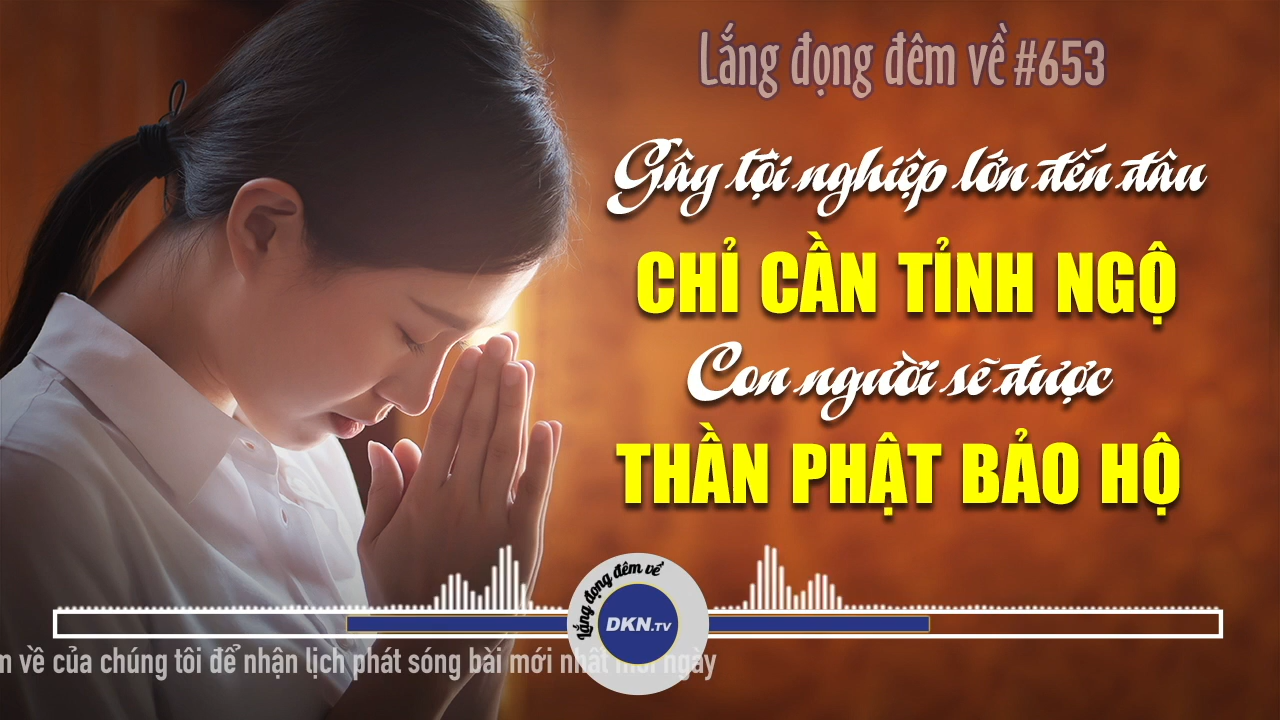 Lắng đọng đêm về #653
Gây tội nghiệp lớn đến đâu
CHỈ CẦN TỈNH NGỘ
Con người sẽ được
THẦN PHẬT BẢO HỘ
Lắng đọng đêm về
DKN.TV
về của chúng tôi để nhận lịch phát sóng bài mới nhất mỗi ngày